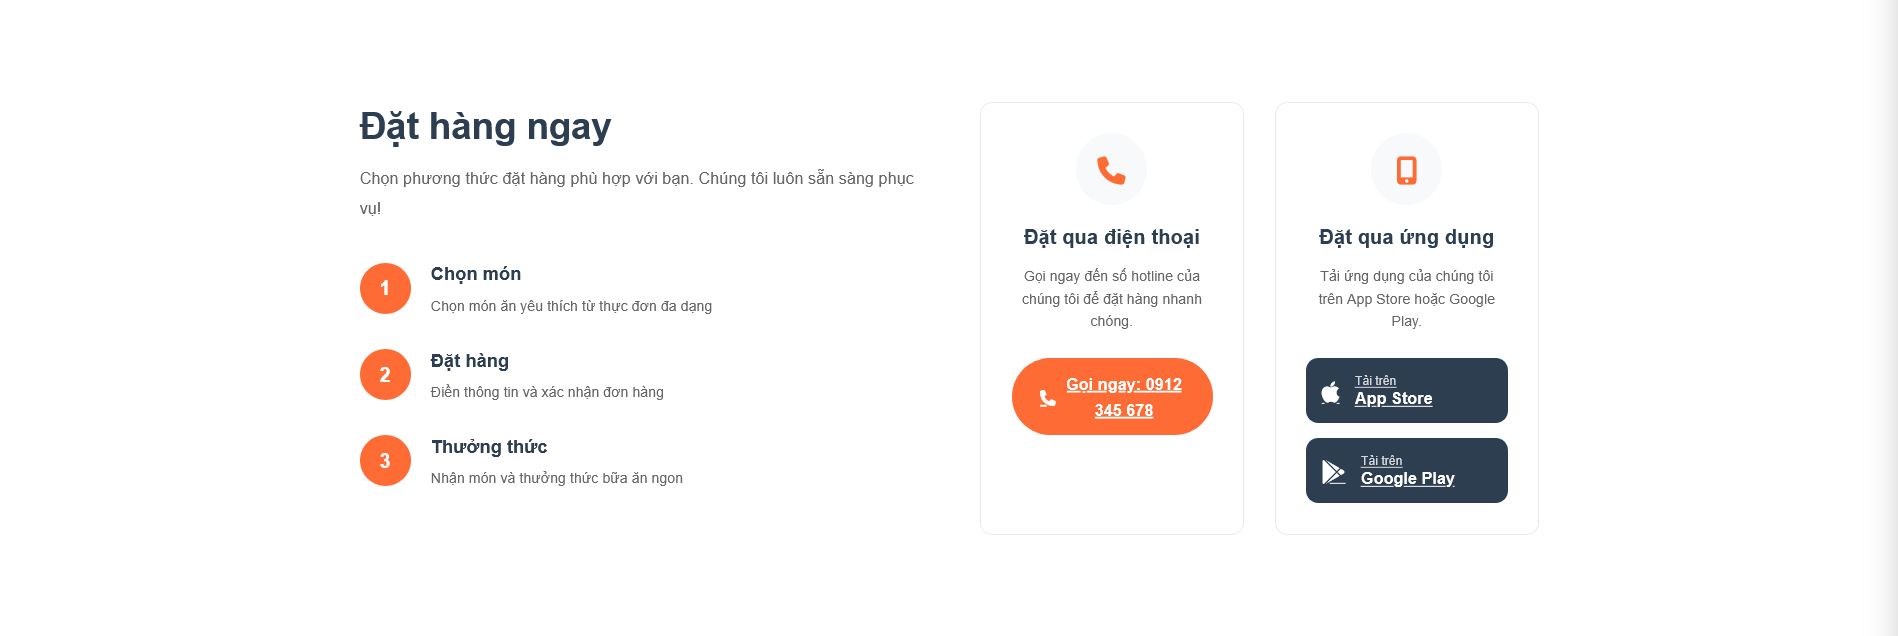 Đặt hàng ngay
Chọn phương thức đặt hàng phù hợp với bạn. Chúng tôi luôn sẵn sàng phục
vụ!
1
Chọn món
Chọn món ăn yêu thích từ thực đơn đa dạng
2
Đặt hàng
Điền thông tin và xác nhận đơn hàng
3
Thưởng thức
Nhận món và thưởng thức bữa ăn ngon
Đặt qua điện thoại
Gọi ngay đến số hotline của
chúng tôi để đặt hàng nhanh
chóng.
Gọi ngay: 0912
345 678
Đặt qua ứng dụng
Tải ứng dụng của chúng tôi
trên App Store hoặc Google
Play.
Tải trên
App Store
Tải trên
Google Play